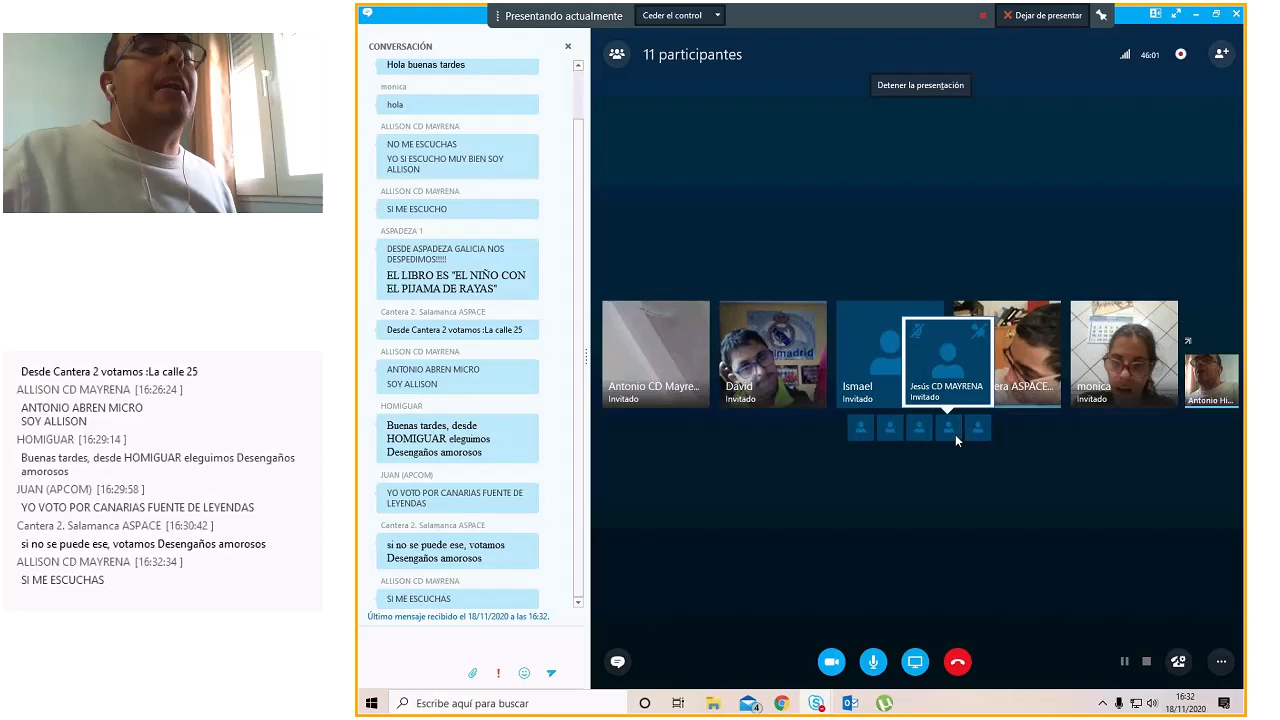 Presentando actualmente
Ceder el control
Dejar de presentar
CONVERSACIÓN
Hola buenas tardes
monica
hola
ALLISON CD MAYRENA
NO ME ESCUCHAS
YO SI ESCUCHO MUY BIEN SOY
ALLISON
ALLISON CD MAYRENA
SI ME ESCUCHO
ASPADEZA 1
DESDE ASPADEZA GALICIA NOS
DESPEDIMOS!!!!!
EL LIBRO ES "EL NIÑO CON
EL PIJAMA DE RAYAS"
Cantera 2. Salamanca ASPACE
Desde Cantera 2 votamos :La calle 25
ALLISON CD MAYRENA
ANTONIO ABREN MICRO
SOY ALLISON
HOMIGUAR
Buenas tardes, desde
HOMIGUAR eleguimos
Desengaños amorosos
JUAN (APCOM)
YO VOTO POR CANARIAS FUENTE DE
LEYENDAS
Cantera 2. Salamanca ASPACE
si no se puede ese, votamos
Desengaños amorosos
ALLISON CD MAYRENA
SI ME ESCUCHAS
Último mensaje recibido el 18/11/2020 a las 16:32.
11 participantes
46:01
Detener la presentación
Antonio CD Mayre...
Invitado
David
Invitado
Ismael
Invitado
Jesús CD MAYRENA
Invitado
era ASPACE...
monica
Invitado
Antonio Hi...
Desde Cantera 2 votamos :La calle 25
ALLISON CD MAYRENA [16:26:24 ]
ANTONIO ABREN MICRO
SOY ALLISON
HOMIGUAR [16:29:14 ]
Buenas tardes, desde HOMIGUAR eleguimos Desengaños
amorosos
JUAN (APCOM) [16:29:58 ]
YO VOTO POR CANARIAS FUENTE DE LEYENDAS
Cantera 2. Salamanca ASPACE [16:30:42 ]
si no se puede ese, votamos Desengaños amorosos
ALLISON CD MAYRENA [16:32:34 ]
SI ME ESCUCHAS
Escribe aquí para buscar
4
16:32
18/11/2020